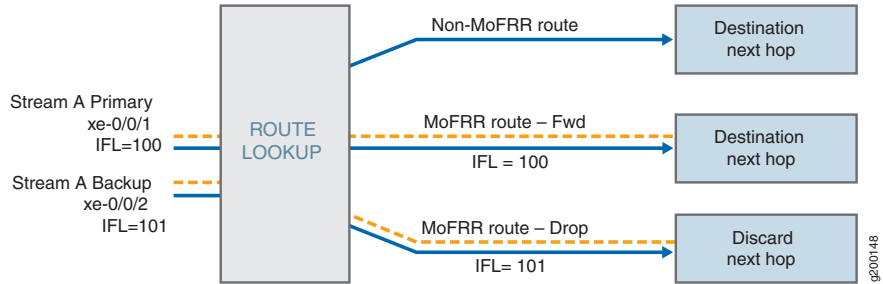 Non-MoFRR route
Destination
next hop
Stream A Primary
xe-0/0/1
IFL=100
ROUTE
LOOKUP
MoFRR route – Fwd
IFL = 100
Destination
next hop
Stream A Backup
xe-0/0/2
IFL=101
MoFRR route – Drop
IFL= 101
Discard
next hop
g200148